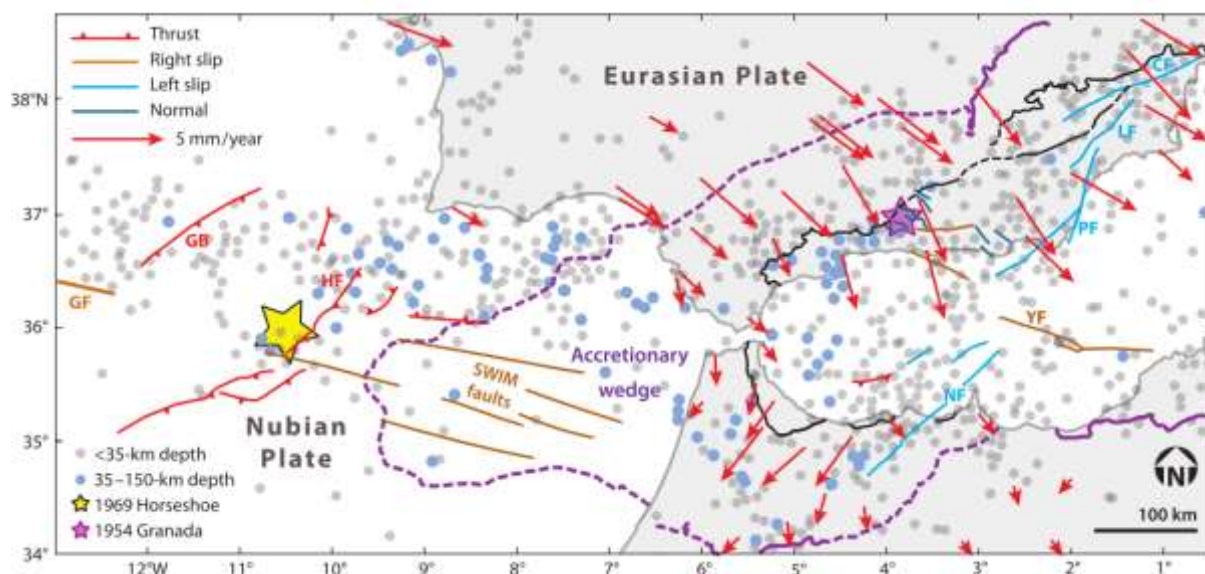 Thrust
Right slip
Left slip
Normal
5 mm/year
Eurasian Plate
CF
LF
PF
GB
HF
GF
YF
NF
SWIM
faults
Accretionary
wedge
Nubian
Plate
<35-km depth
35–150-km depth
1969 Horseshoe
1954 Granada
N
100 km
38°N
37°
36°
35°
34°
12°W
11°
10°
9°
8°
7°
6°
5°
4°
3°
2°
1°